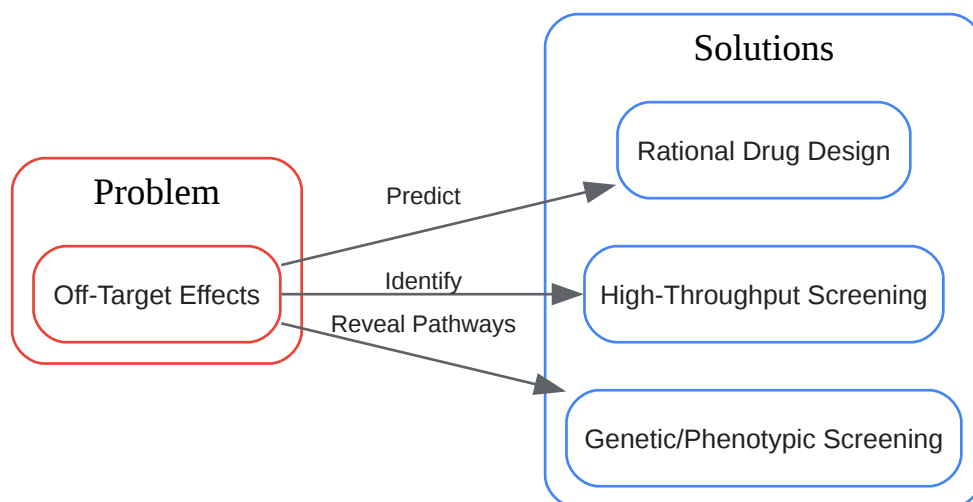 Solutions
Rational Drug Design
Problem
Predict
Off-Target Effects
Identify
High-Throughput Screening
Reveal Pathways
Genetic/Phenotypic Screening